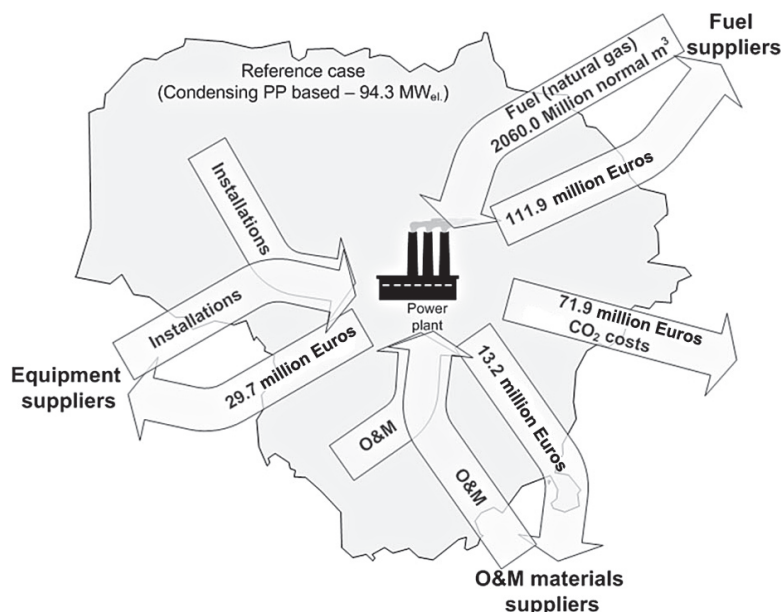 Reference case
(Condensing PP based – 94.3 MWel.)
Fuel
suppliers
Fuel (natural gas)
2060.0 Million normal m³
111.9 million Euros
Installations
Installations
29.7 million Euros
Equipment
suppliers
Power
plant
71.9 million Euros
CO₂ costs
13.2 million Euros
O&M
O&M
O&M materials
suppliers